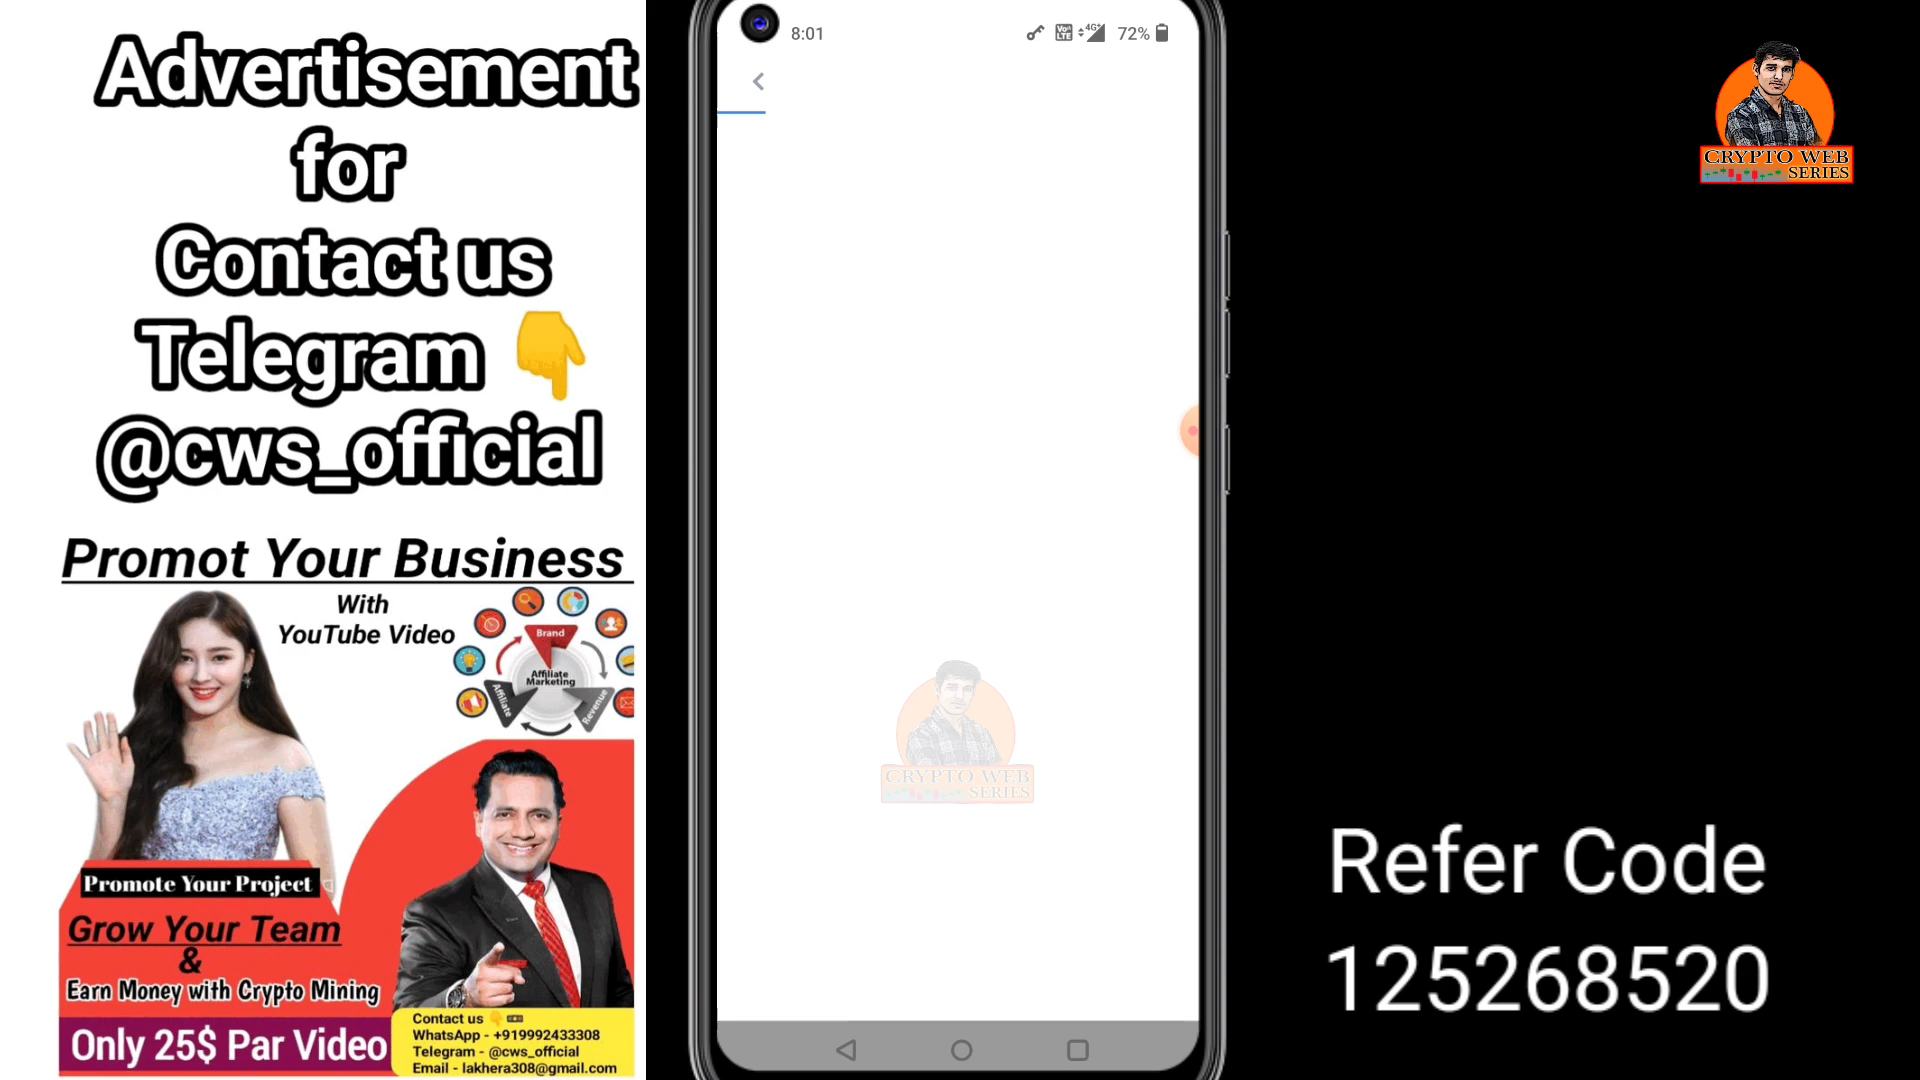 Advertisement
for
Contact us
Telegram 👇
@cws_official
Promot Your Business
With
YouTube Video
Brand
Affiliate
Marketing
Affiliate
Revenue
Promote Your Project
Grow Your Team
&
Earn Money with Crypto Mining
Only 25$ Par Video
Contact us 👇
WhatsApp - +919992433308
Telegram - @cws_official
Email - lakhera308@gmail.com
8:01
VoLTE
4G+
72%
CRYPTO WEB
SERIES
CRYPTO WEB
SERIES
Refer Code
125268520